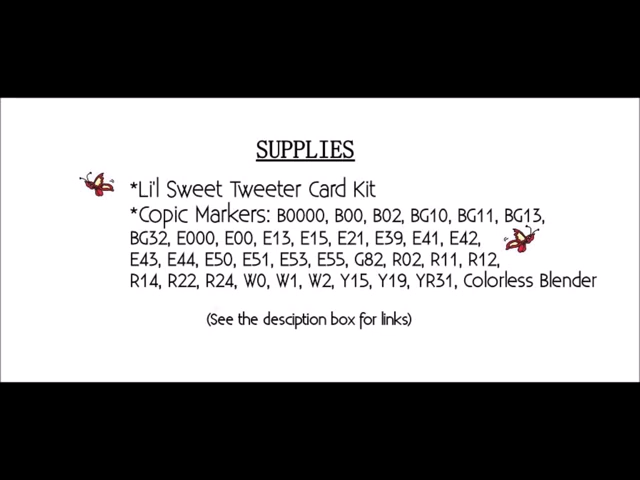 SUPPLIES
*Li'l Sweet Tweeter Card Kit
*Copic Markers: B0000, B00, B02, BG10, BG11, BG13,
BG32, E000, E00, E13, E15, E21, E39, E41, E42,
E43, E44, E50, E51, E53, E55, G82, R02, R11, R12,
R14, R22, R24, W0, W1, W2, Y15, Y19, YR31, Colorless Blender
(See the desciption box for links)